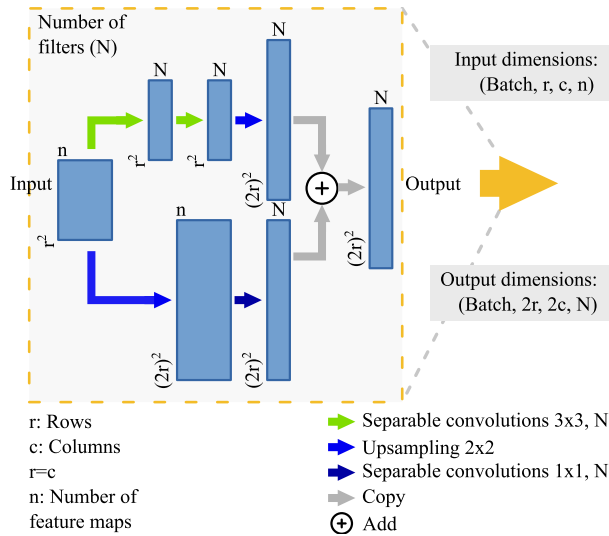 Number of
filters (N)
Input dimensions:
(Batch, r, c, n)
N
N
N
N
n
r²
r²
Input
r²
(2r)²
Output
n
N
(2r)²
(2r)²
(2r)²
Output dimensions:
(Batch, 2r, 2c, N)
r: Rows
c: Columns
r=c
n: Number of
feature maps
Separable convolutions 3x3, N
Upsampling 2x2
Separable convolutions 1x1, N
Copy
Add